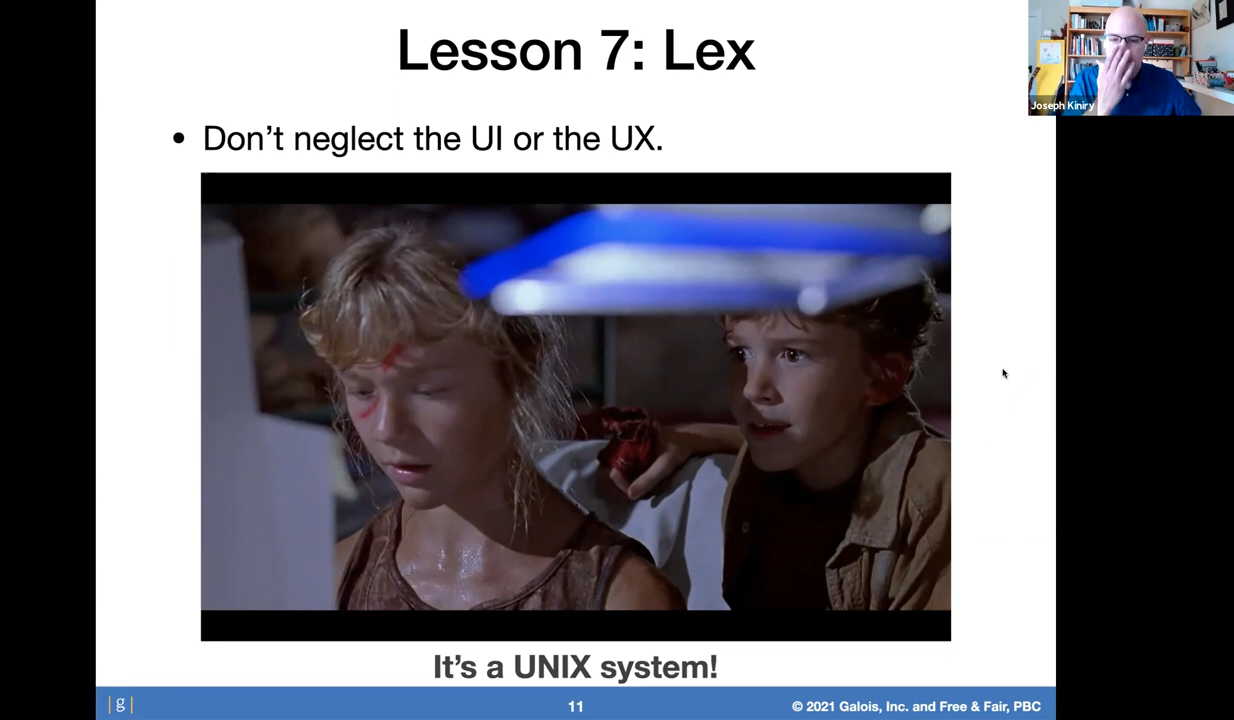 Lesson 7: Lex
Joseph Kiniry
• Don’t neglect the UI or the UX.
It’s a UNIX system!
|g|
11
© 2021 Galois, Inc. and Free & Fair, PBC